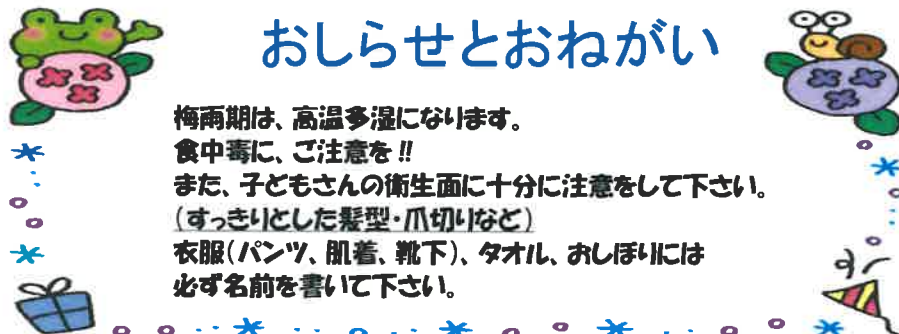 おしらせとおねがい
梅雨期は、高温多湿になります。
食中毒に、ご注意を!!
また、子どもさんの衛生面に十分に注意をして下さい。
(すっきりとした髪型・爪切りなど)
衣服(パンツ、肌着、靴下)、タオル、おしぼりには
必ず名前を書いて下さい。